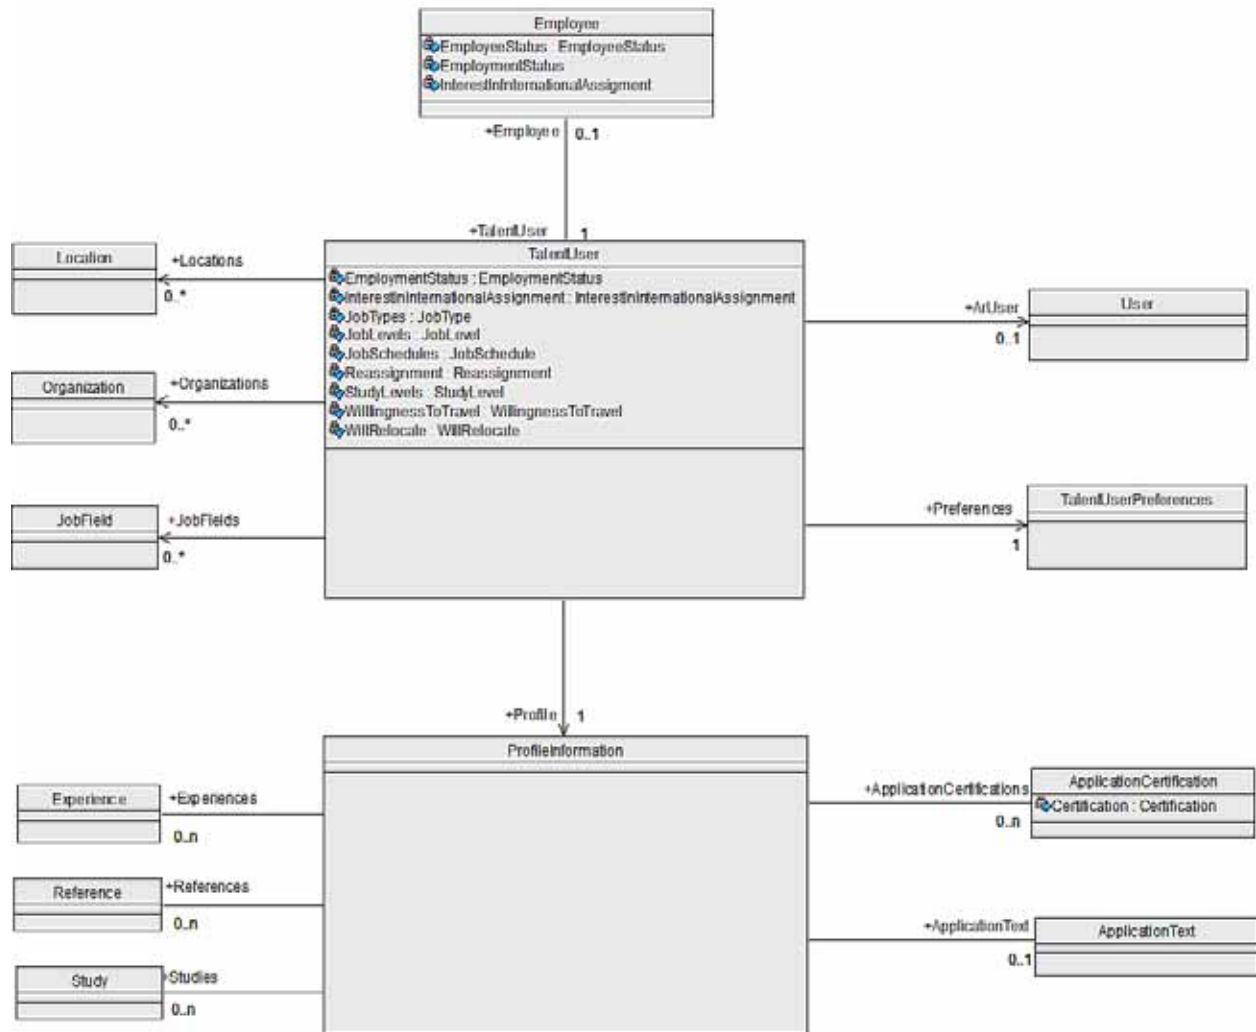 Employee
EmployeeStatus : EmployeeStatus
EmploymentStatus
InterestInInternationalAssigment
+Employee 0..1
+TalentUser 1
TalentUser
EmploymentStatus : EmploymentStatus
InterestInInternationalAssignment : InterestInInternationalAssignment
JobTypes : JobType
JobLevels : JobLevel
JobSchedules : JobSchedule
Reassignment : Reassignment
StudyLevels : StudyLevel
WilllingnessToTravel : WillingnessToTravel
WillRelocate : WillRelocate
Location
+Locations
0..*
Organization
+Organizations
0..*
JobField
+JobFields
0..*
+ArUser
0..1
User
+Preferences
1
TalentUserPreferences
+Profile 1
ProfileInformation
Experience
+Experiences
0..n
Reference
+References
0..n
Study
+Studies
0..n
+ApplicationCertifications
0..n
ApplicationCertification
Certification : Certification
+ApplicationText
0..1
ApplicationText